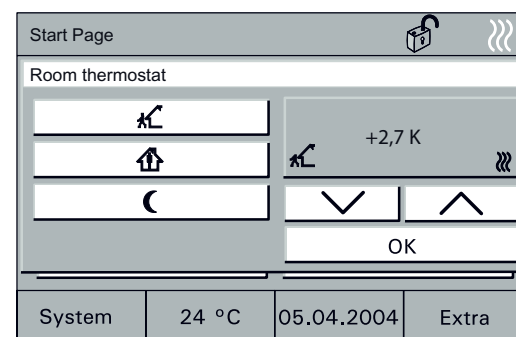 Start Page
Room thermostat
+2,7 K
OK
System 24 °C 05.04.2004 Extra